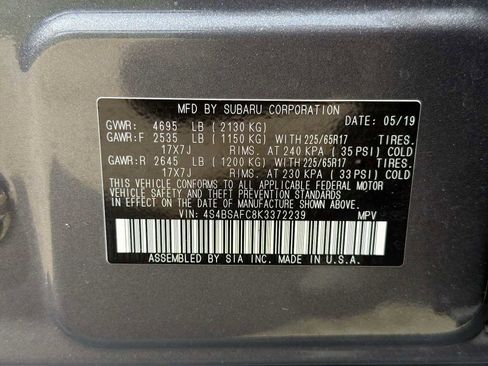 MFD BY SUBARU CORPORATION
GVWR: 4695 LB ( 2130 KG) DATE: 05/19
GAWR:F 2535 LB ( 1150 KG) WITH 225/65R17 TIRES.
17X7J RIMS. AT 240 KPA ( 35 PSI) COLD
GAWR:R 2645 LB ( 1200 KG) WITH 225/65R17 TIRES.
17X7J RIMS. AT 230 KPA ( 33 PSI) COLD
THIS VEHICLE CONFORMS TO ALL APPLICABLE FEDERAL MOTOR
VEHICLE SAFETY AND THEFT PREVENTION STANDARDS
IN EFFECT ON THE DATE OF MANUFACTURE SHOWN ABOVE.
VIN: 4S4BSAFC8K3372239 MPV
ASSEMBLED BY SIA INC. MADE IN U.S.A.